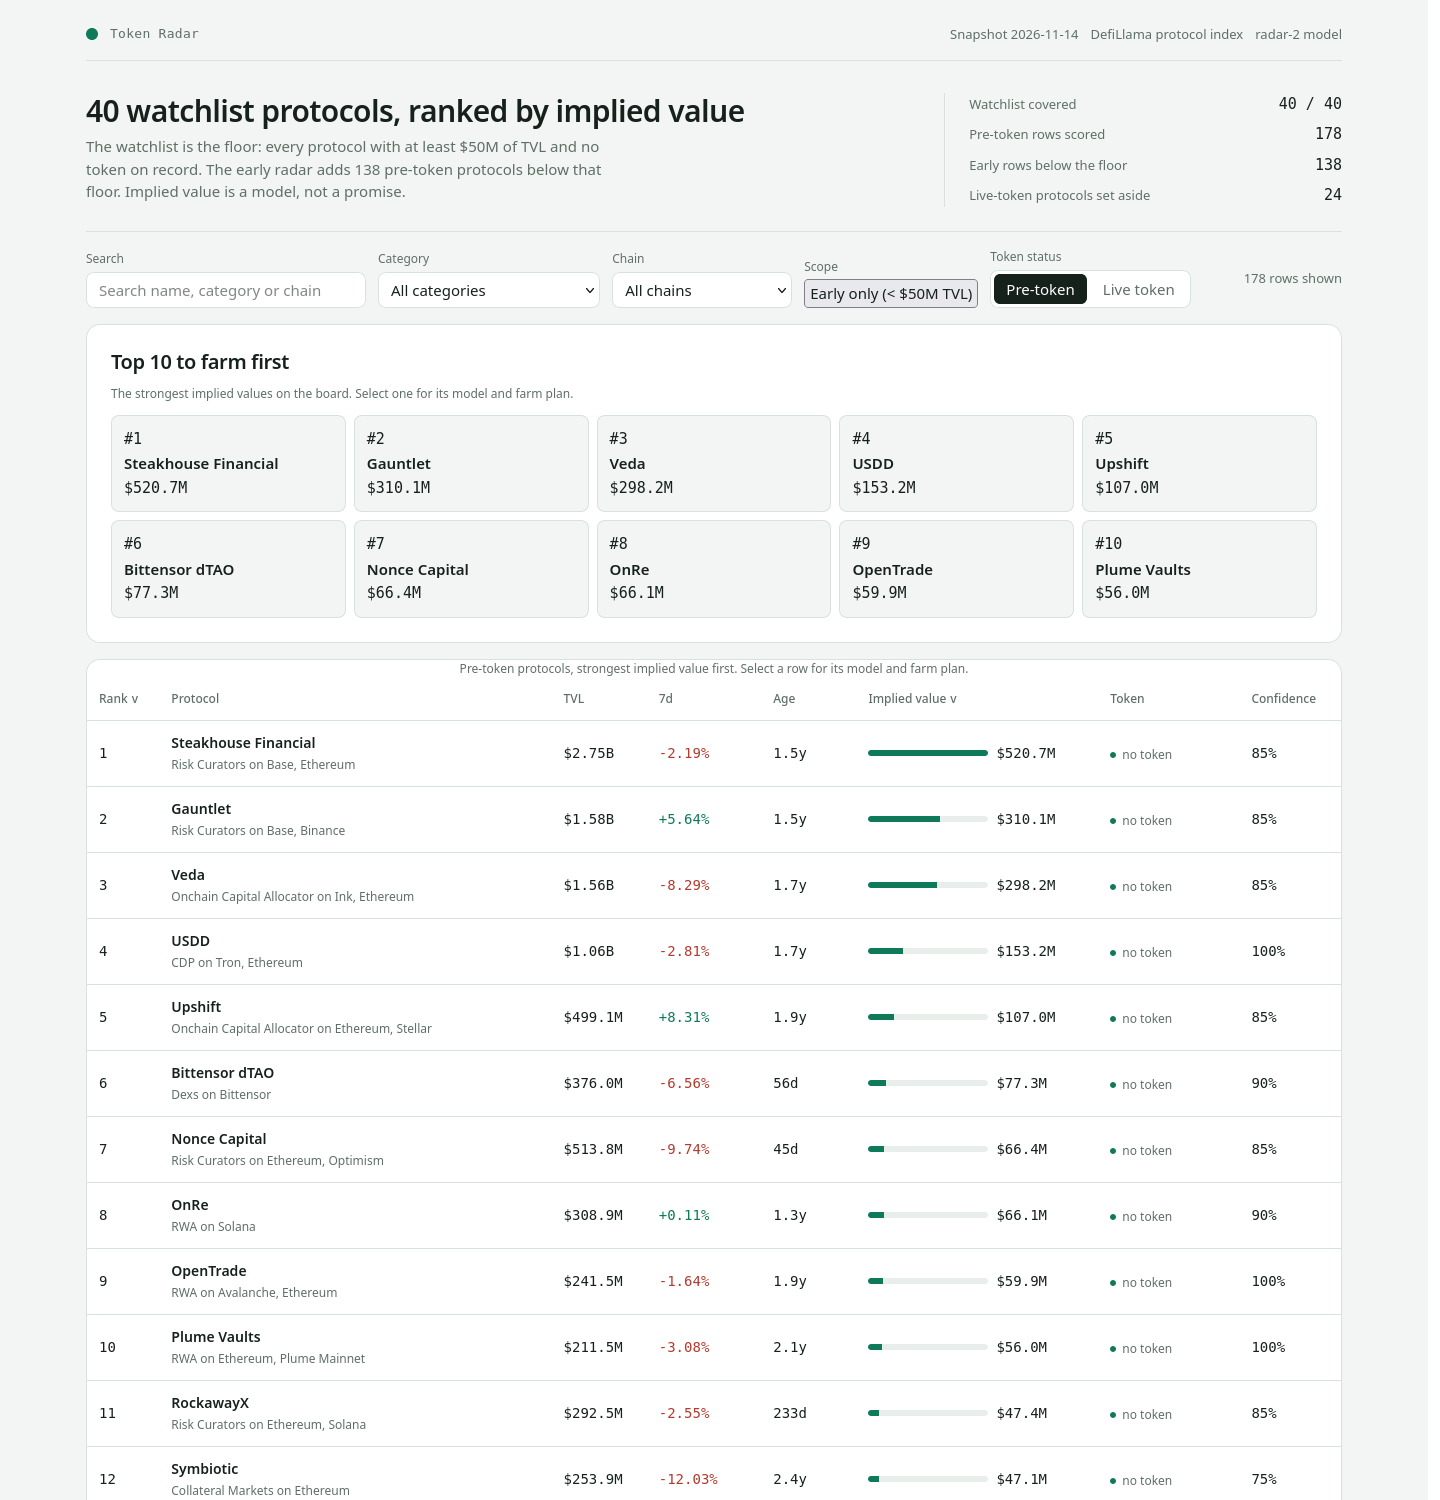 Token Radar
Snapshot 2026-11-14 DefiLlama protocol index radar-2 model
40 watchlist protocols, ranked by implied value
The watchlist is the floor: every protocol with at least $50M of TVL and no
token on record. The early radar adds 138 pre-token protocols below that
floor. Implied value is a model, not a promise.
Watchlist covered 40 / 40
Pre-token rows scored 178
Early rows below the floor 138
Live-token protocols set aside 24
Search
Search name, category or chain
Category
All categories
Chain
All chains
Scope
Early only (< $50M TVL)
Token status
Pre-token Live token
178 rows shown
Top 10 to farm first
The strongest implied values on the board. Select one for its model and farm plan.
#1
Steakhouse Financial
$520.7M
#2
Gauntlet
$310.1M
#3
Veda
$298.2M
#4
USDD
$153.2M
#5
Upshift
$107.0M
#6
Bittensor dTAO
$77.3M
#7
Nonce Capital
$66.4M
#8
OnRe
$66.1M
#9
OpenTrade
$59.9M
#10
Plume Vaults
$56.0M
Pre-token protocols, strongest implied value first. Select a row for its model and farm plan.
Rank v Protocol TVL 7d Age Implied value v Token Confidence
1 Steakhouse Financial $2.75B -2.19% 1.5y $520.7M no token 85%
Risk Curators on Base, Ethereum
2 Gauntlet $1.58B +5.64% 1.5y $310.1M no token 85%
Risk Curators on Base, Binance
3 Veda $1.56B -8.29% 1.7y $298.2M no token 85%
Onchain Capital Allocator on Ink, Ethereum
4 USDD $1.06B -2.81% 1.7y $153.2M no token 100%
CDP on Tron, Ethereum
5 Upshift $499.1M +8.31% 1.9y $107.0M no token 85%
Onchain Capital Allocator on Ethereum, Stellar
6 Bittensor dTAO $376.0M -6.56% 56d $77.3M no token 90%
Dexs on Bittensor
7 Nonce Capital $513.8M -9.74% 45d $66.4M no token 85%
Risk Curators on Ethereum, Optimism
8 OnRe $308.9M +0.11% 1.3y $66.1M no token 90%
RWA on Solana
9 OpenTrade $241.5M -1.64% 1.9y $59.9M no token 100%
RWA on Avalanche, Ethereum
10 Plume Vaults $211.5M -3.08% 2.1y $56.0M no token 100%
RWA on Ethereum, Plume Mainnet
11 RockawayX $292.5M -2.55% 233d $47.4M no token 85%
Risk Curators on Ethereum, Solana
12 Symbiotic $253.9M -12.03% 2.4y $47.1M no token 75%
Collateral Markets on Ethereum